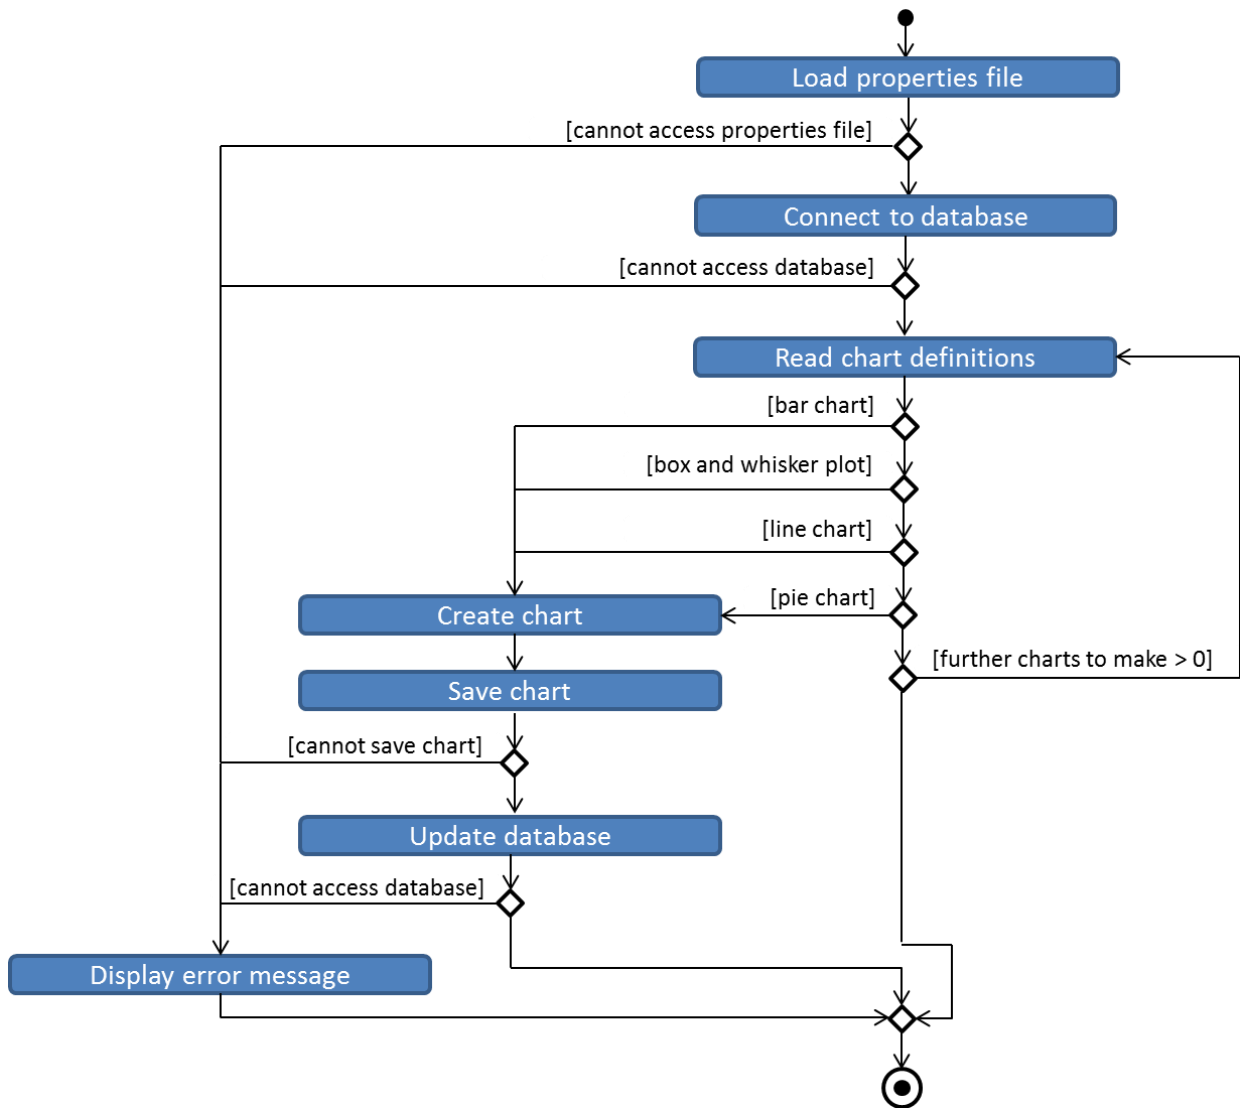 Load properties file
[cannot access properties file]
Connect to database
[cannot access database]
Read chart definitions
[bar chart]
[box and whisker plot]
[line chart]
[pie chart]
Create chart
[further charts to make > 0]
Save chart
[cannot save chart]
Update database
[cannot access database]
Display error message